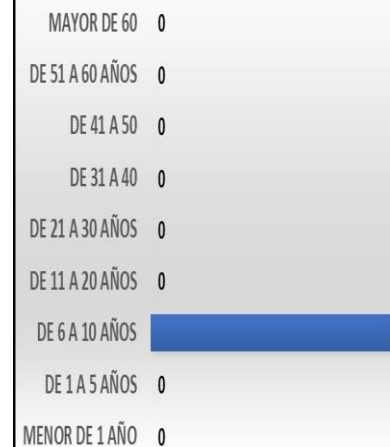 MAYOR DE 60 0
DE 51 A 60 AÑOS 0
DE 41 A 50 0
DE 31 A 40 0
DE 21 A 30 AÑOS 0
DE 11 A 20 AÑOS 0
DE 6 A 10 AÑOS
DE 1 A 5 AÑOS 0
MENOR DE 1 AÑO 0